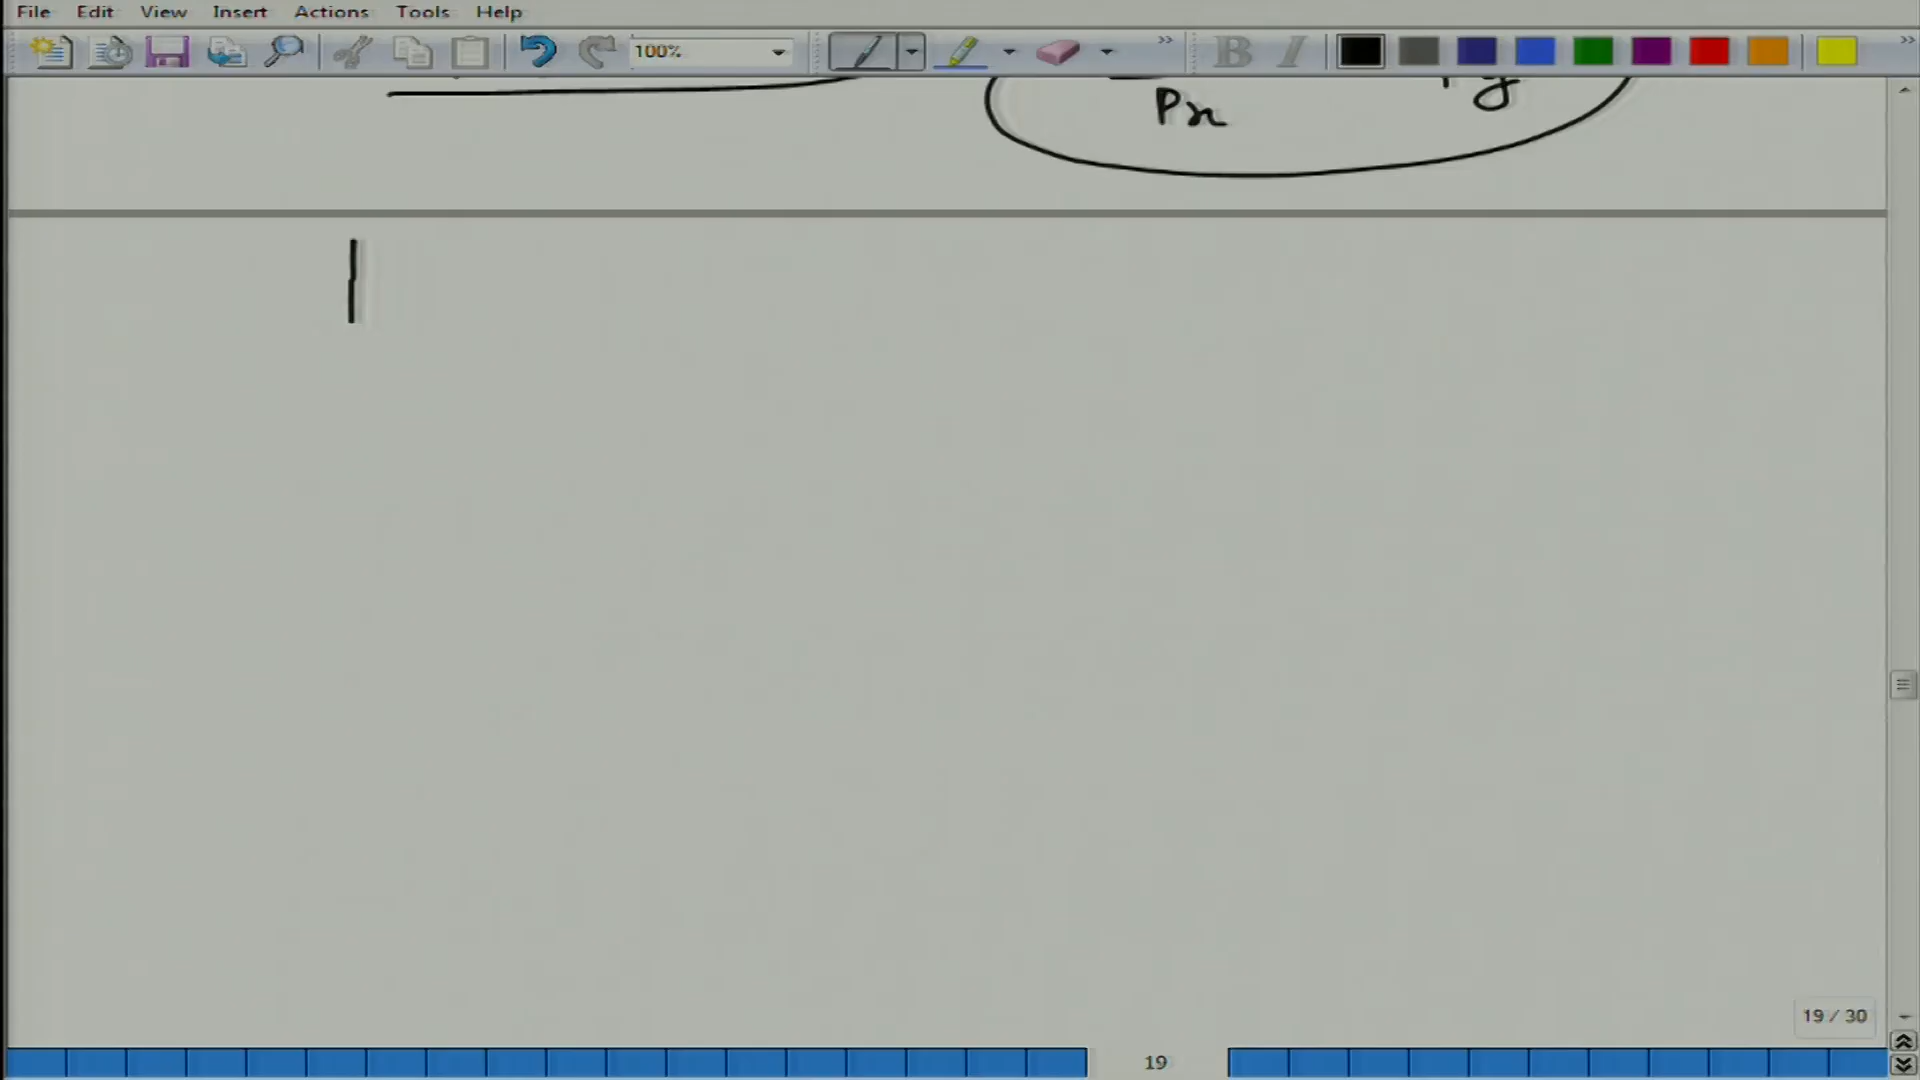 File Edit View Insert Actions Tools Help
100%
B I
Px
y
19 / 30
19